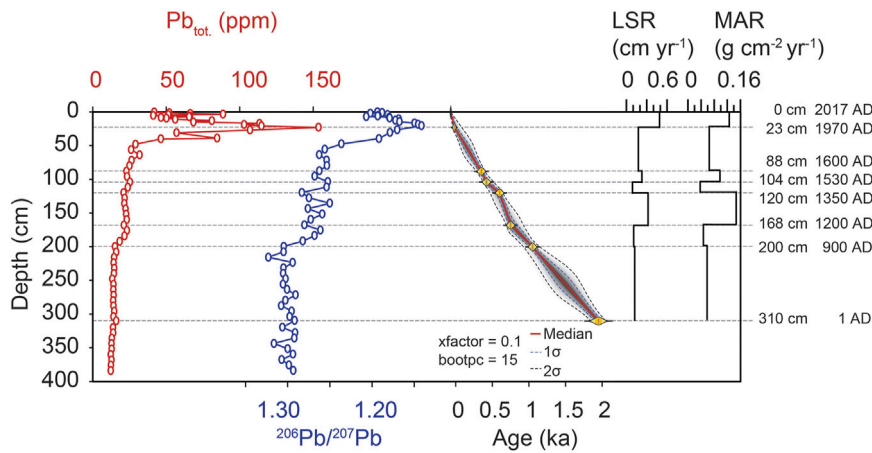 Pb tot. (ppm)
LSR
(cm yr-1)
MAR
(g cm-2 yr-1)
0 50 100 150
0 0.6 0 0.16
0
50
100
150
200
250
300
350
400
Depth (cm)
0 cm 2017 AD
23 cm 1970 AD
88 cm 1600 AD
104 cm 1530 AD
120 cm 1350 AD
168 cm 1200 AD
200 cm 900 AD
310 cm 1 AD
xfactor = 0.1
bootpc = 15
Median
1σ
2σ
1.30 1.20
206Pb/207Pb
0 0.5 1 1.5 2
Age (ka)